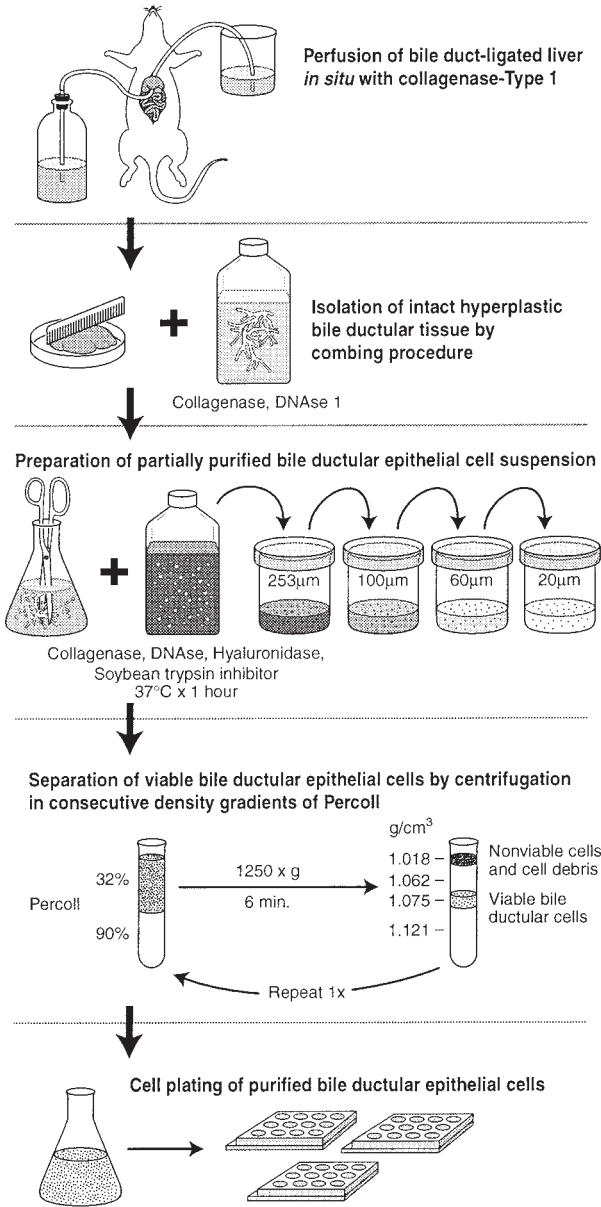 Perfusion of bile duct-ligated liver
in situ with collagenase-Type 1
Isolation of intact hyperplastic
bile ductular tissue by
combing procedure
Collagenase, DNAse 1
Preparation of partially purified bile ductular epithelial cell suspension
253µm
100µm
60µm
20µm
Collagenase, DNAse, Hyaluronidase,
Soybean trypsin inhibitor
37°C x 1 hour
Separation of viable bile ductular epithelial cells by centrifugation
in consecutive density gradients of Percoll
Percoll
32%
90%
1250 x g
6 min.
g/cm³
1.018
1.062
1.075
1.121
Nonviable cells
and cell debris
Viable bile
ductular cells
Repeat 1x
Cell plating of purified bile ductular epithelial cells